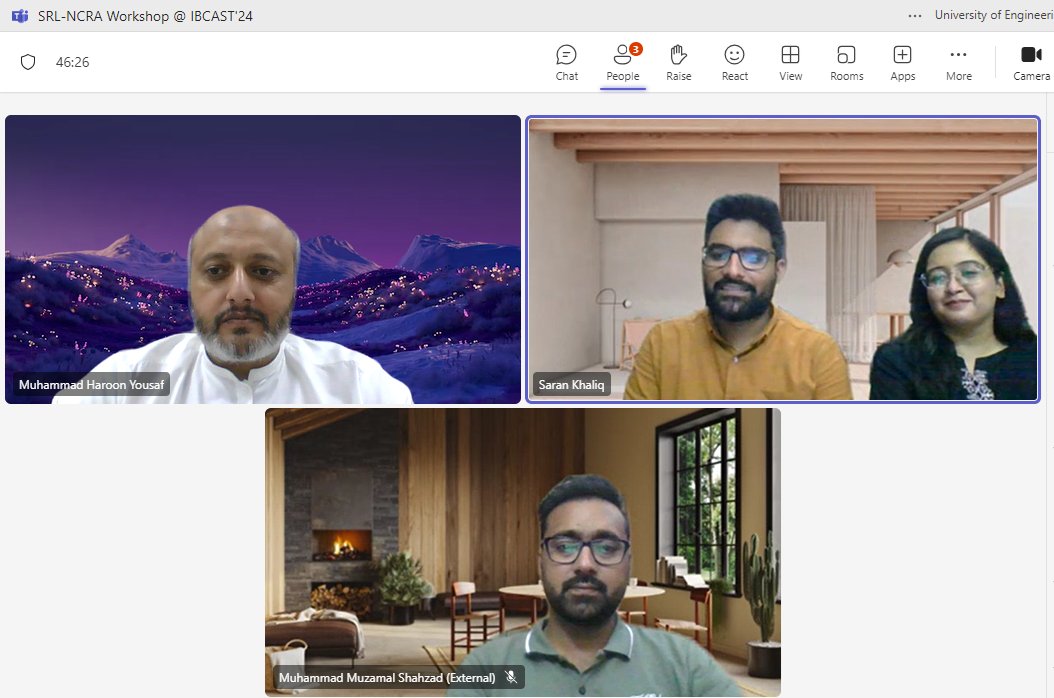 SRL-NCRA Workshop @ IBCAST'24
... University of Engineeri
46:26
3
Chat People Raise React View Rooms Apps More Camera
Muhammad Haroon Yousaf
Saran Khaliq
Muhammad Muzamal Shahzad (External)